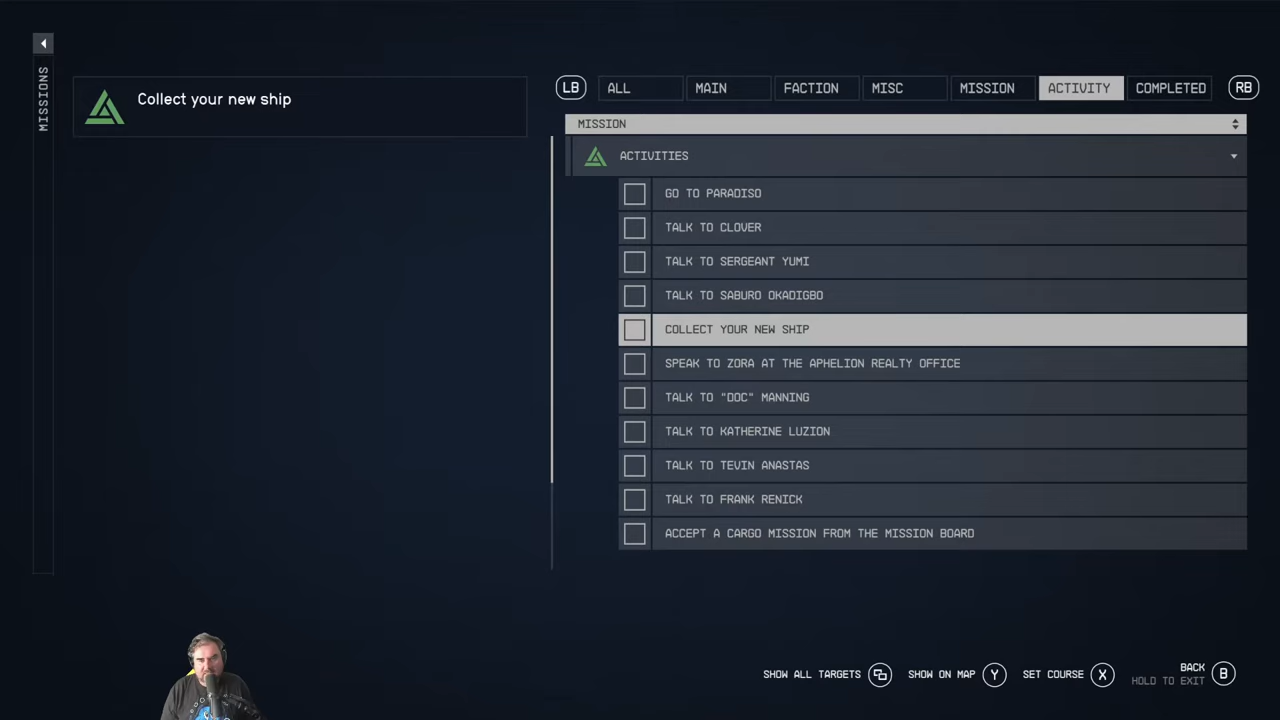 MISSIONS
Collect your new ship
LB
ALL
MAIN
FACTION
MISC
MISSION
ACTIVITY
COMPLETED
RB
MISSION
ACTIVITIES
GO TO PARADISO
TALK TO CLOVER
TALK TO SERGEANT YUMI
TALK TO SABURO OKADIGBO
COLLECT YOUR NEW SHIP
SPEAK TO ZORA AT THE APHELION REALTY OFFICE
TALK TO "DOC" MANNING
TALK TO KATHERINE LUZION
TALK TO TEVIN ANASTAS
TALK TO FRANK RENICK
ACCEPT A CARGO MISSION FROM THE MISSION BOARD
SHOW ALL TARGETS
SHOW ON MAP Y
SET COURSE X
BACK
HOLD TO EXIT
B